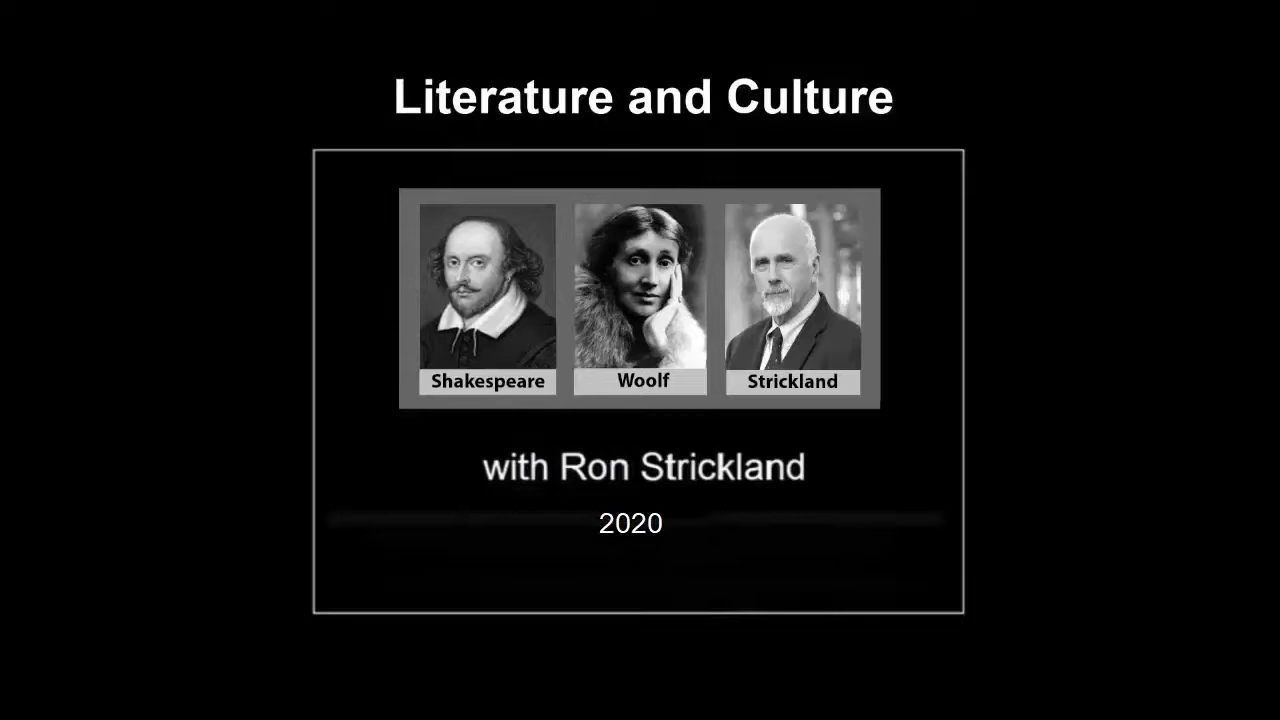 Literature and Culture
Shakespeare
Woolf
Strickland
with Ron Strickland
2020